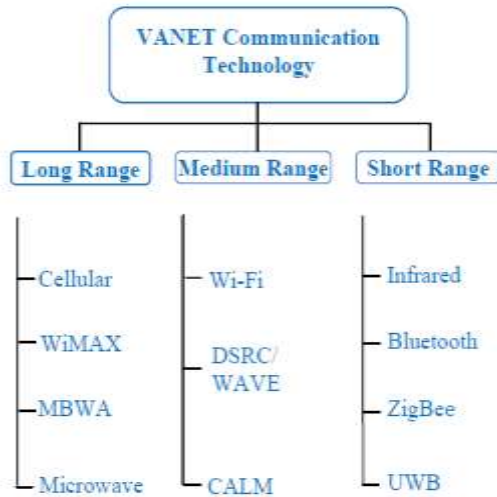 VANET Communication
Technology
Long Range
Medium Range
Short Range
Cellular
WiMAX
MBWA
Microwave
Wi-Fi
DSRC/
WAVE
CALM
Infrared
Bluetooth
ZigBee
UWB